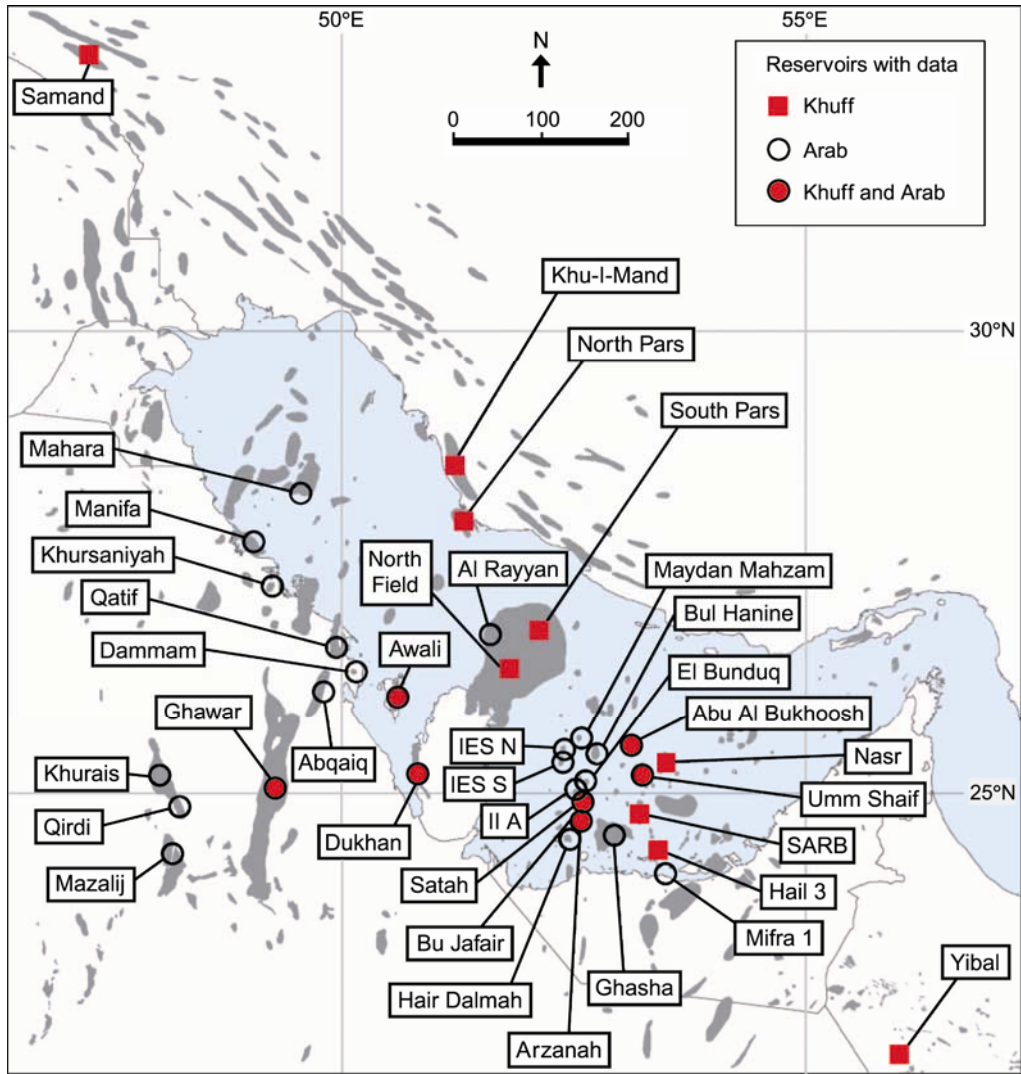 50°E
55°E
N
0
100
200
Reservoirs with data
Khuff
Arab
Khuff and Arab
Samand
Khu-I-Mand
30°N
North Pars
South Pars
Mahara
Manifa
Khursaniyah
Qatif
Dammam
North
Field
Al Rayyan
Maydan Mahzam
Bul Hanine
Awali
El Bunduq
Ghawar
Abu Al Bukhoosh
Abqaiq
IES N
Nasr
Khurais
IES S
Umm Shaif
25°N
Qirdi
Dukhan
II A
SARB
Mazalij
Satah
Hail 3
Bu Jafair
Mifra 1
Yibal
Hair Dalmah
Ghasha
Arzanah